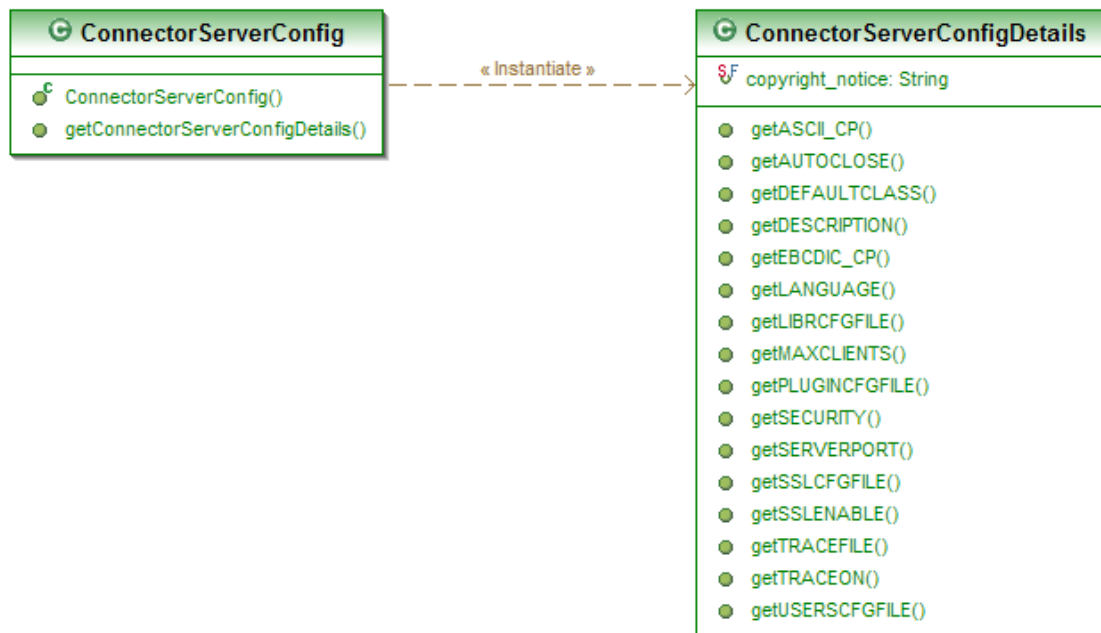 ConnectorServerConfig
ConnectorServerConfig()
getConnectorServerConfigDetails()
« Instantiate »
ConnectorServerConfigDetails
copyright_notice: String
getASCII_CP()
getAUTOCLOSE()
getDEFAULTCLASS()
getDESCRIPTION()
getEBCDIC_CP()
getLANGUAGE()
getLIBRCFGFILE()
getMAXCLIENTS()
getPLUGINCFGFILE()
getSECURITY()
getSERVERPORT()
getSSLCFGFILE()
getSSLENABLE()
getTRACEFILE()
getTRACEON()
getUSERSCFGFILE()